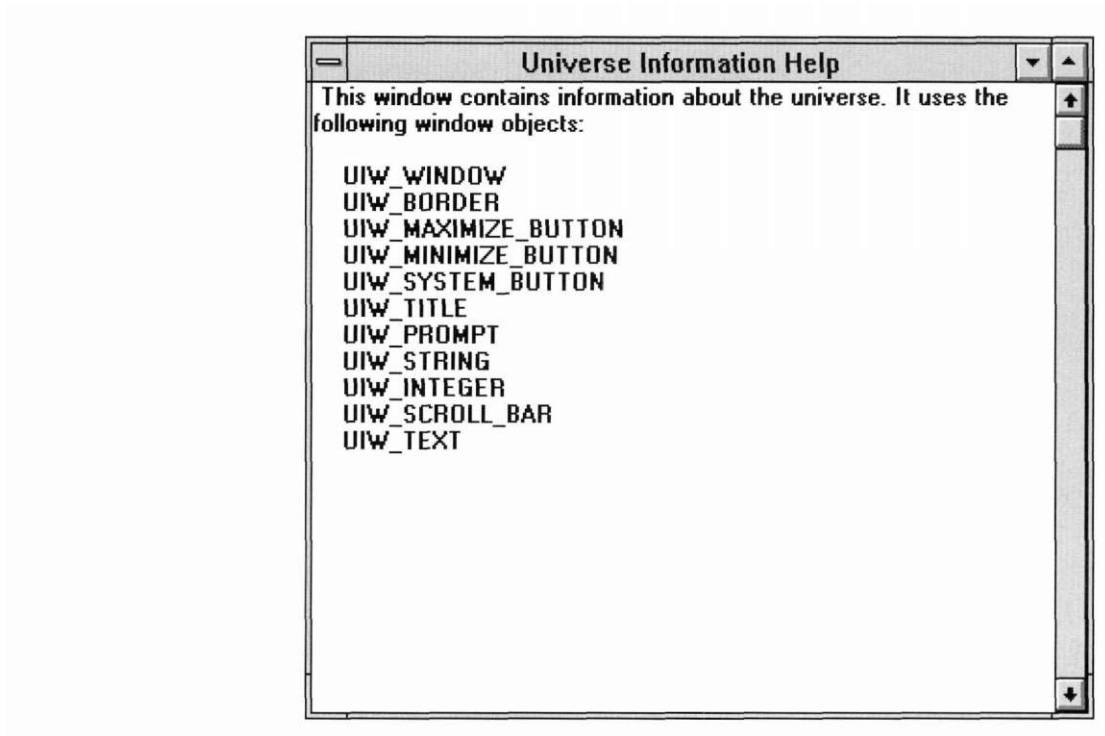 Universe Information Help
This window contains information about the universe. It uses the
following window objects:
UIW_WINDOW
UIW_BORDER
UIW_MAXIMIZE_BUTTON
UIW_MINIMIZE_BUTTON
UIW_SYSTEM_BUTTON
UIW_TITLE
UIW_PROMPT
UIW_STRING
UIW_INTEGER
UIW_SCROLL_BAR
UIW_TEXT